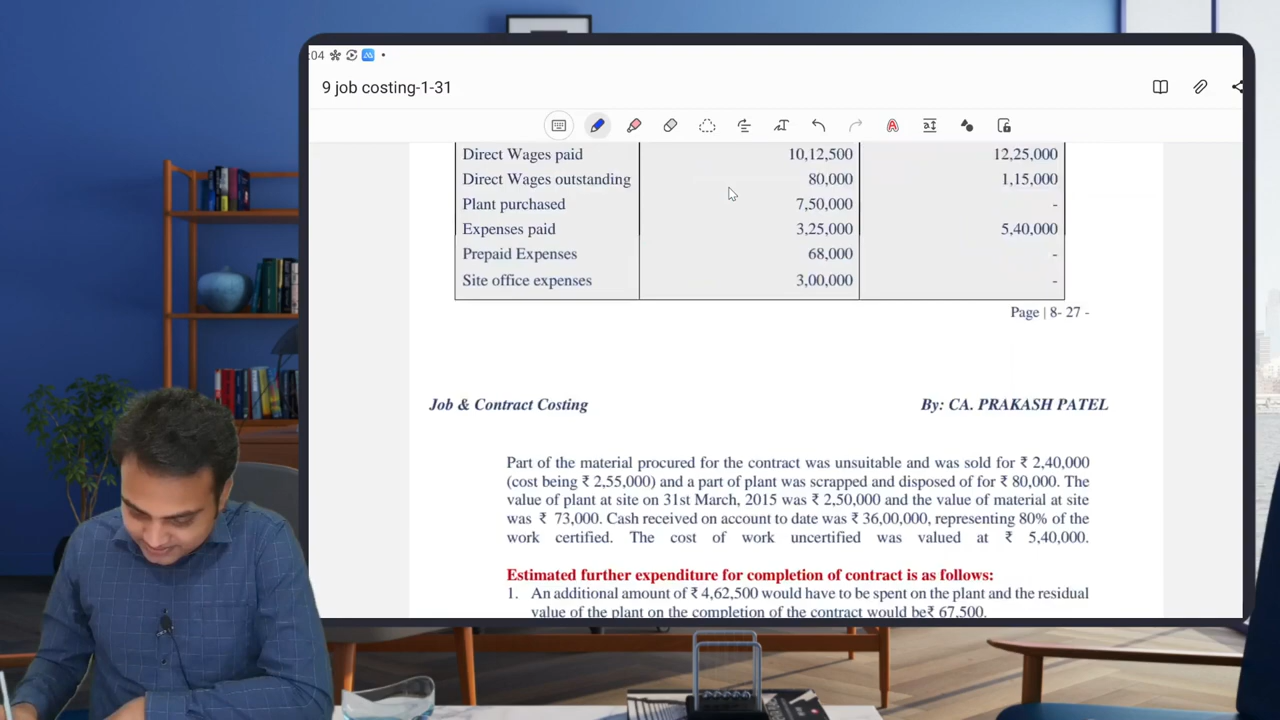 :04
9 job costing-1-31
Direct Wages paid 10,12,500 12,25,000
Direct Wages outstanding 80,000 1,15,000
Plant purchased 7,50,000 -
Expenses paid 3,25,000 5,40,000
Prepaid Expenses 68,000 -
Site office expenses 3,00,000 -
Page | 8- 27 -
Job & Contract Costing By: CA. PRAKASH PATEL
Part of the material procured for the contract was unsuitable and was sold for ₹ 2,40,000
(cost being ₹ 2,55,000) and a part of plant was scrapped and disposed of for ₹ 80,000. The
value of plant at site on 31st March, 2015 was ₹ 2,50,000 and the value of material at site
was ₹ 73,000. Cash received on account to date was ₹ 36,00,000, representing 80% of the
work certified. The cost of work uncertified was valued at ₹ 5,40,000.
Estimated further expenditure for completion of contract is as follows:
1. An additional amount of ₹ 4,62,500 would have to be spent on the plant and the residual
value of the plant on the completion of the contract would be₹ 67,500.